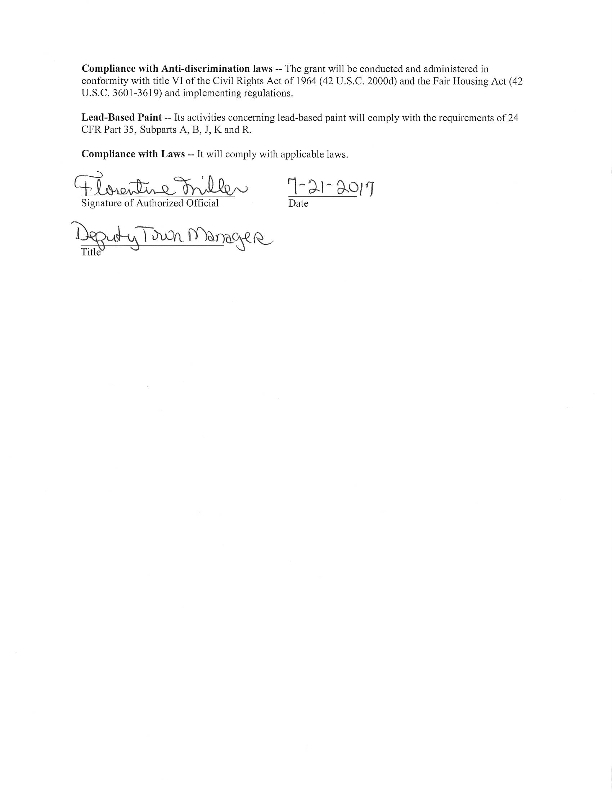 Compliance with Anti-discrimination laws -- The grant will be conducted and administered in
conformity with title VI of the Civil Rights Act of 1964 (42 U.S.C. 2000d) and the Fair Housing Act (42
U.S.C. 3601-3619) and implementing regulations.
Lead-Based Paint -- Its activities concerning lead-based paint will comply with the requirements of 24
CFR Part 35, Subparts A, B, J, K and R.
Compliance with Laws -- It will comply with applicable laws.
Florentine Miller 7-21-2017
Signature of Authorized Official Date
Deputy Town Manager
Title